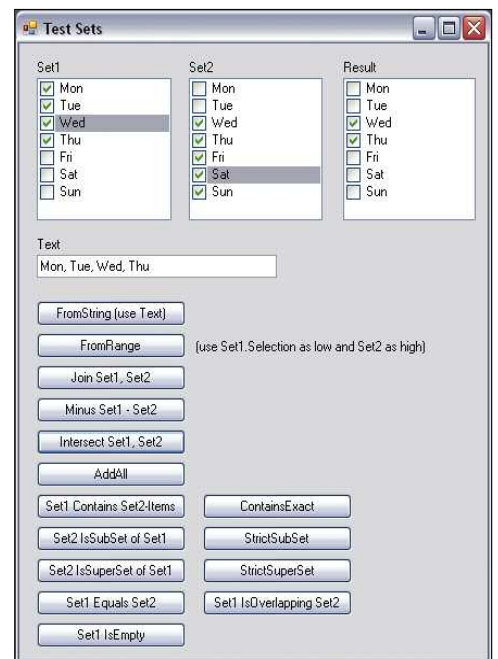 Test Sets
Set1 Set2 Result
Mon Mon Mon
Tue Tue Tue
Wed Wed Wed
Thu Thu Thu
Fri Fri Fri
Sat Sat Sat
Sun Sun Sun
Text
Mon, Tue, Wed, Thu
FromString (use Text)
FromRange (use Set1.Selection as low and Set2 as high)
Join Set1, Set2
Minus Set1 - Set2
Intersect Set1, Set2
AddAll
Set1 Contains Set2-Items ContainsExact
Set2 IsSubSet of Set1 StrictSubSet
Set2 IsSuperSet of Set1 StrictSuperSet
Set1 Equals Set2 Set1 IsOverlapping Set2
Set1 IsEmpty